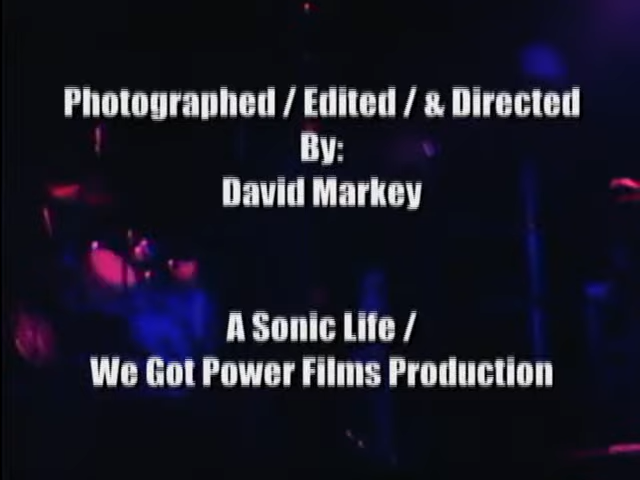 Photographed / Edited / & Directed
By:
David Markey
A Sonic Life /
We Got Power Films Production